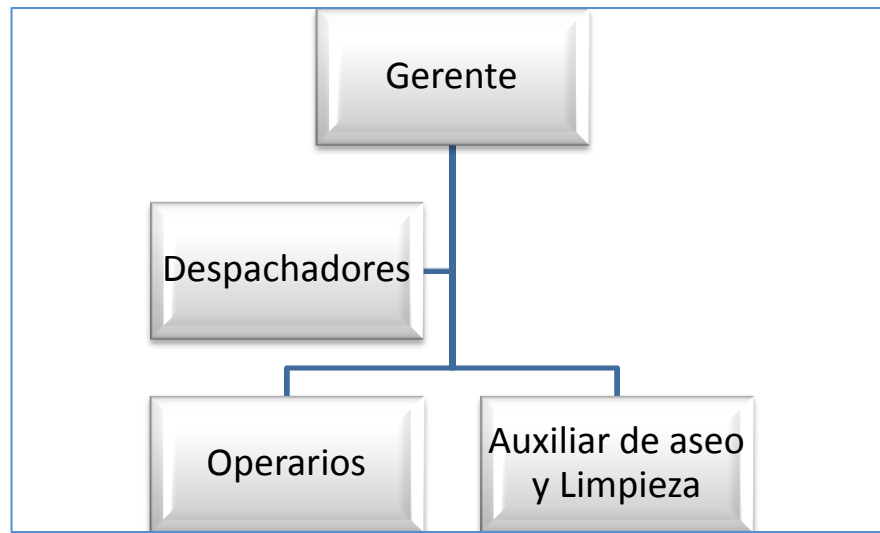 Gerente
Despachadores
Operarios
Auxiliar de aseo
y Limpieza